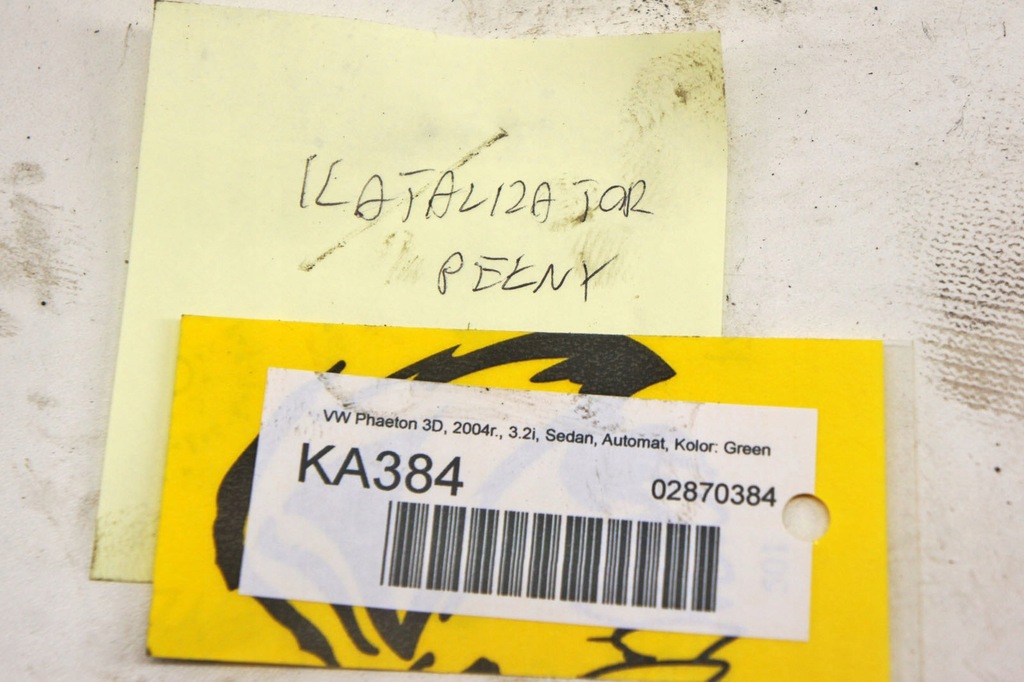 KATALIZATOR
PEŁNY
VW Phaeton 3D, 2004r., 3.2i, Sedan, Automat, Kolor: Green
KA384
02870384